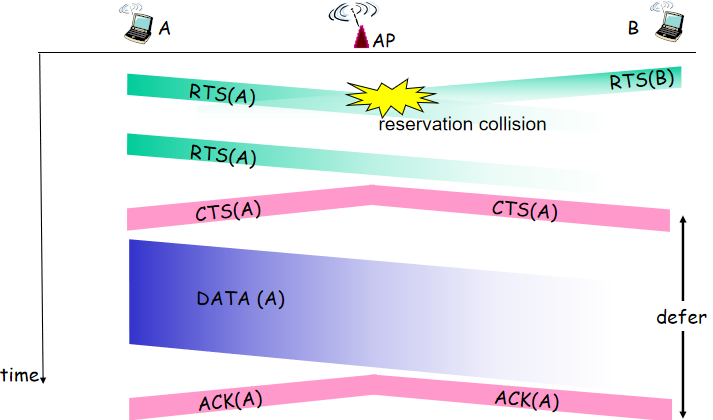 A
AP
B
RTS(A)
RTS(B)
reservation collision
RTS(A)
CTS(A)
CTS(A)
DATA (A)
defer
time
ACK(A)
ACK(A)